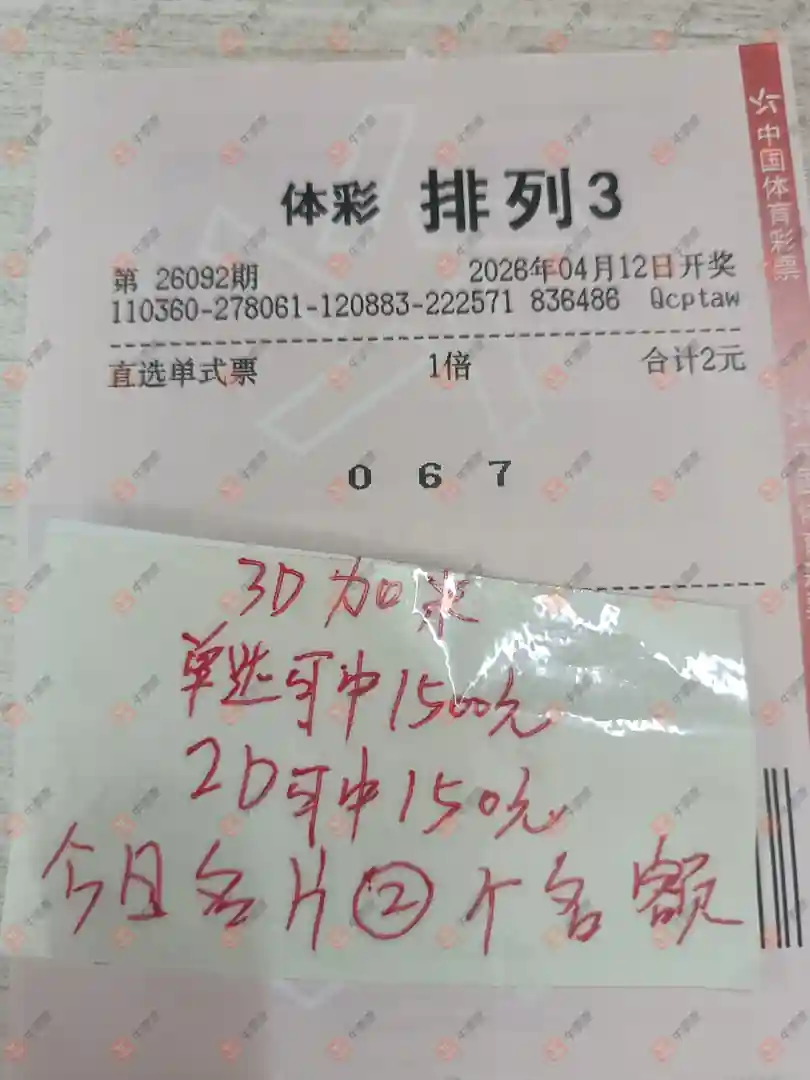 中国体育彩票
体彩 排列3
第 26092期 2026年04月12日开奖
110360-278061-120883-222571 836486 Qcptaw
直选单式票 1倍 合计2元
0 6 7
3D加来
单选可中1500元
2D可中150元
今日名片②个名额